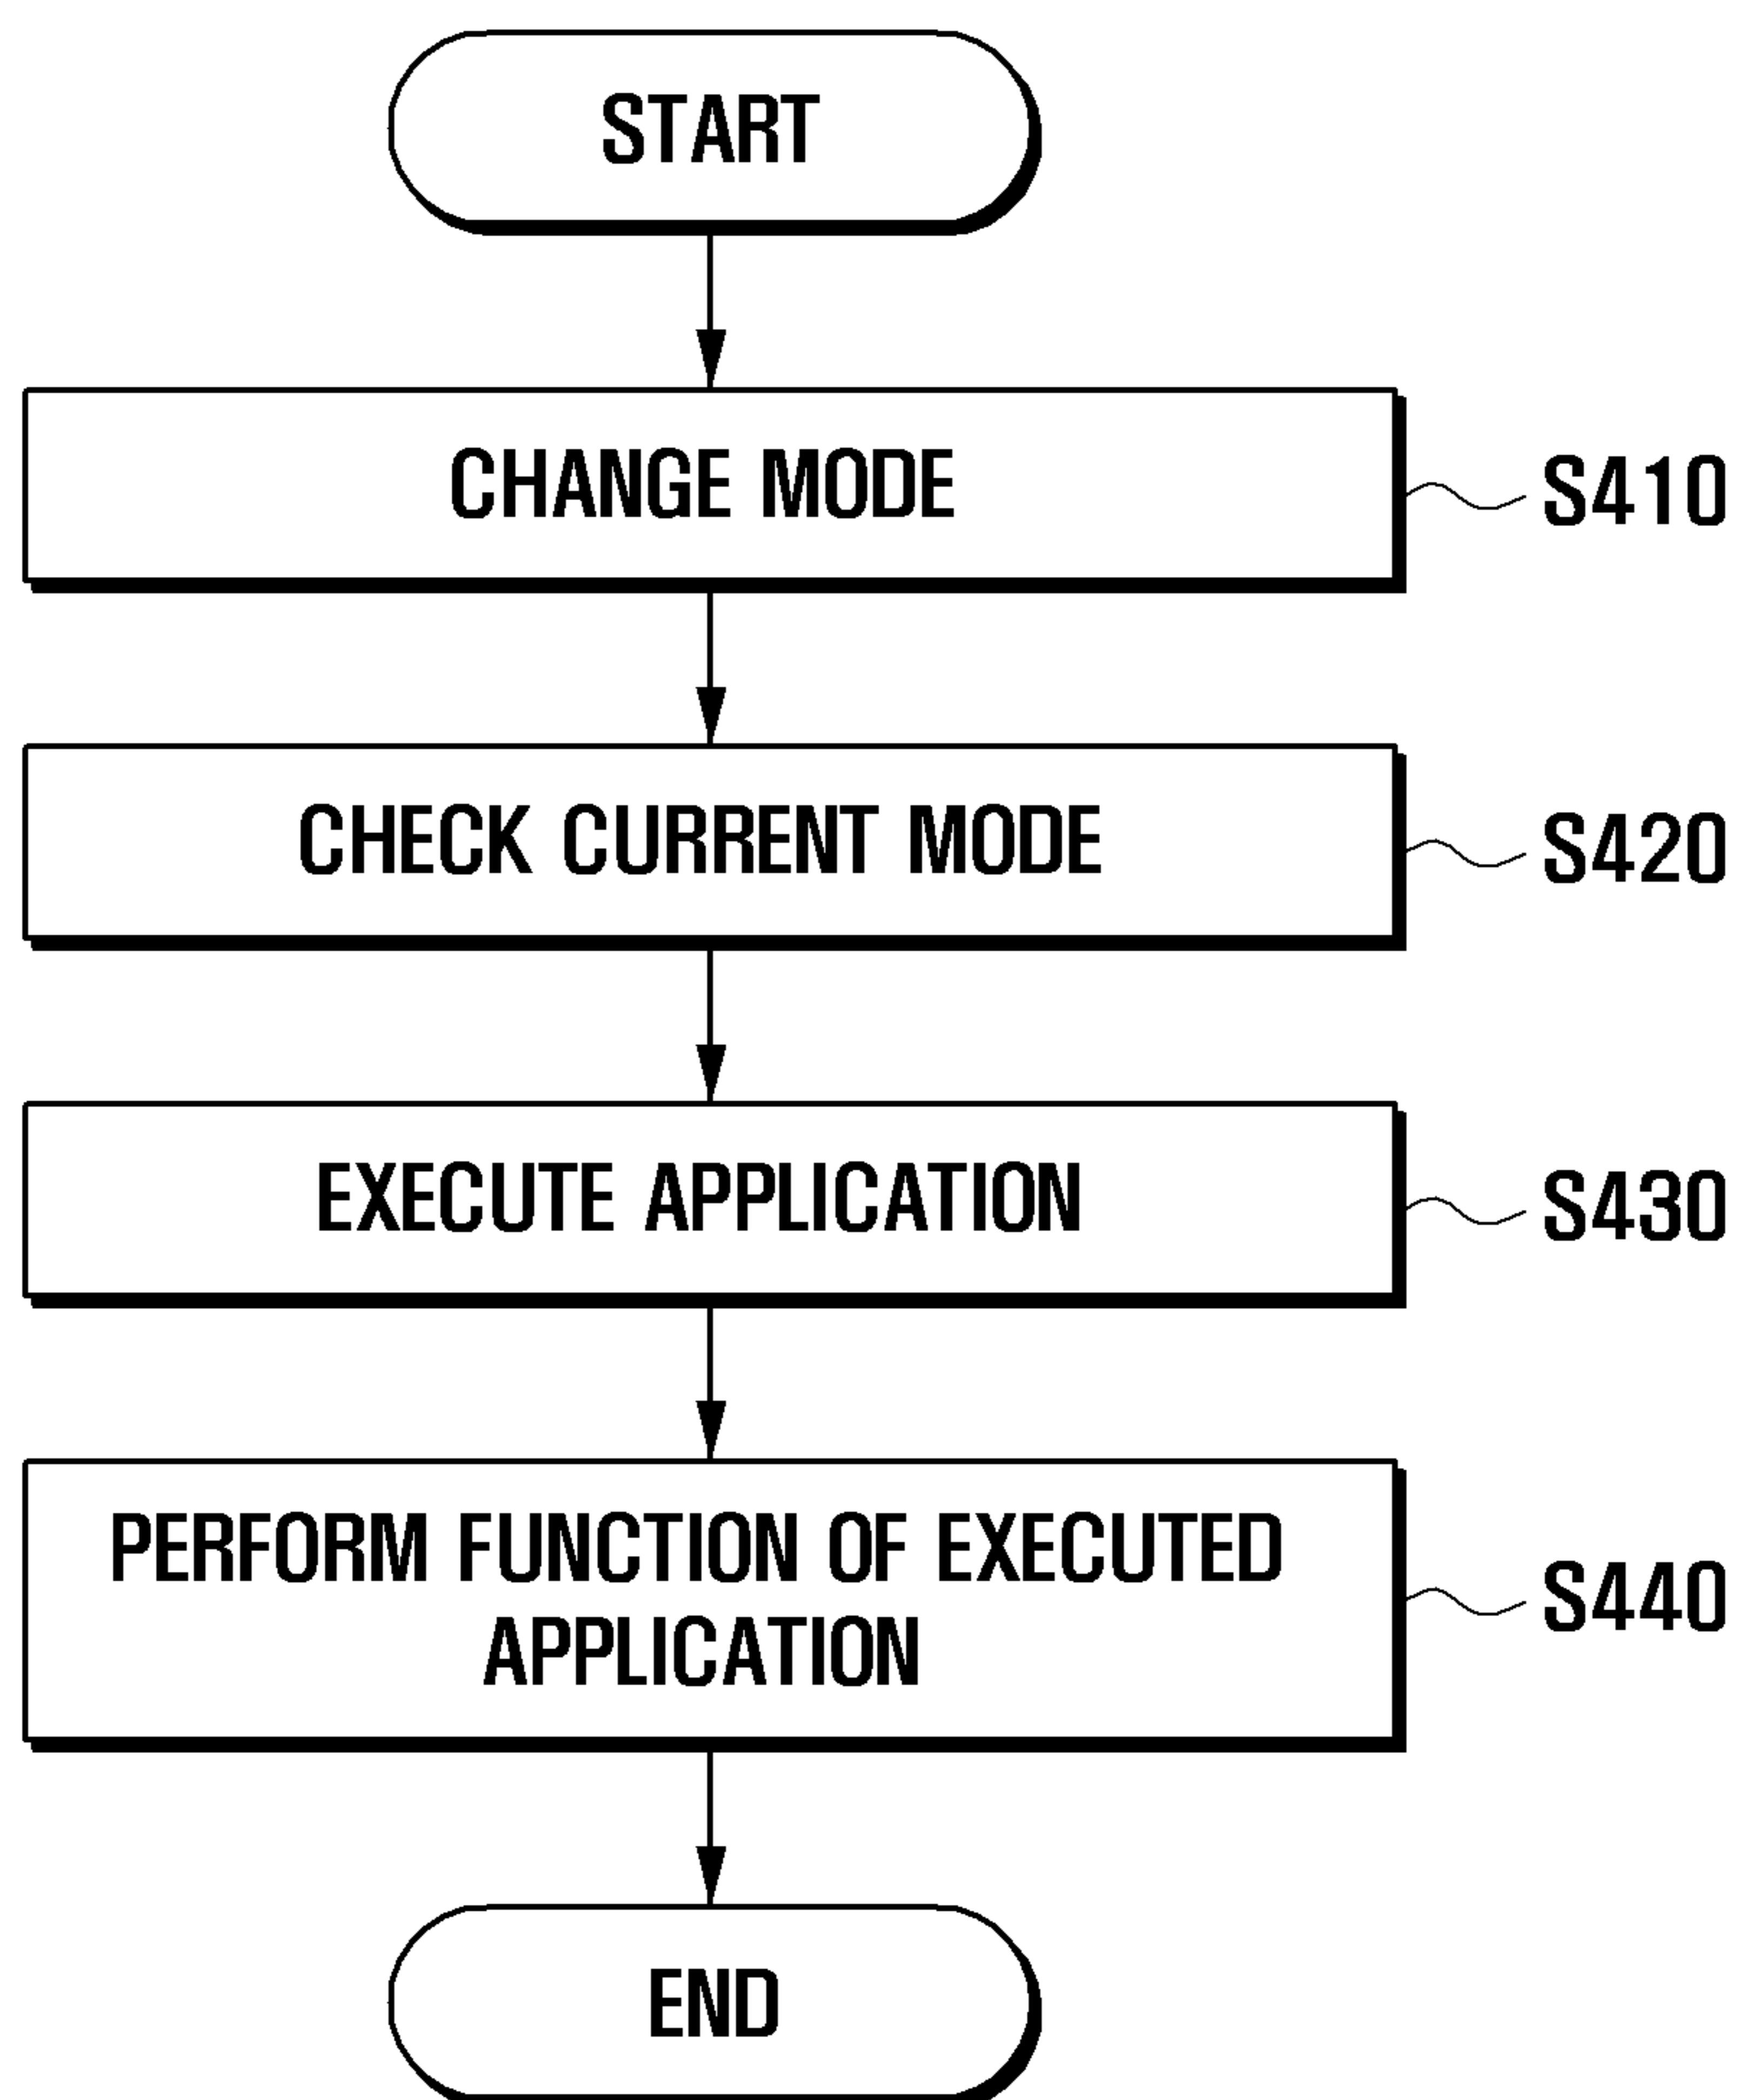 START
CHANGE MODE
S410
CHECK CURRENT MODE
S420
EXECUTE APPLICATION
S430
PERFORM FUNCTION OF EXECUTED
APPLICATION
S440
END